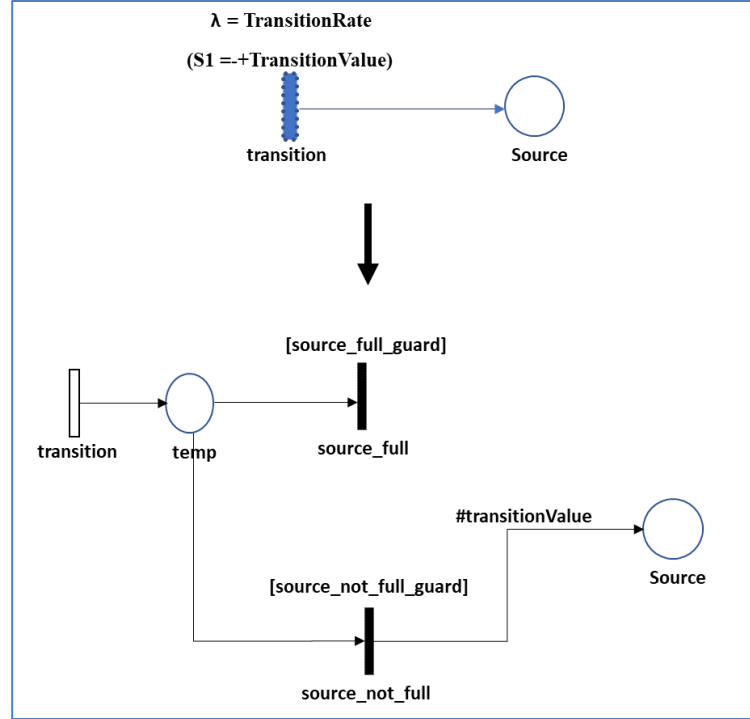 λ = TransitionRate
(S1 =-+TransitionValue)
transition
Source
[source_full_guard]
transition
temp
source_full
#transitionValue
Source
[source_not_full_guard]
source_not_full